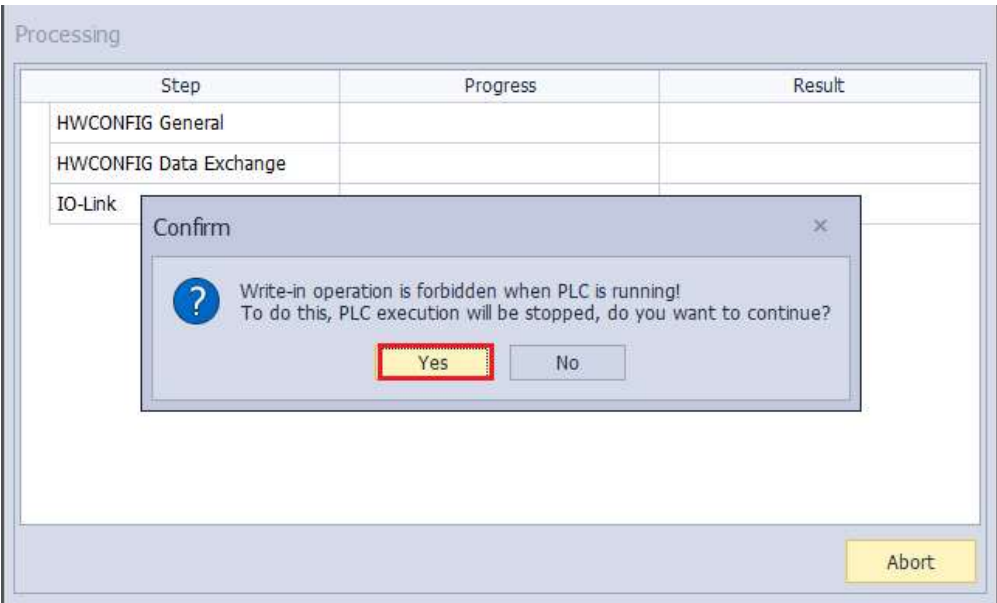 Processing
Step Progress Result
HWCONFIG General
HWCONFIG Data Exchange
IO-Link
Confirm
Write-in operation is forbidden when PLC is running!
To do this, PLC execution will be stopped, do you want to continue?
Yes No
Abort